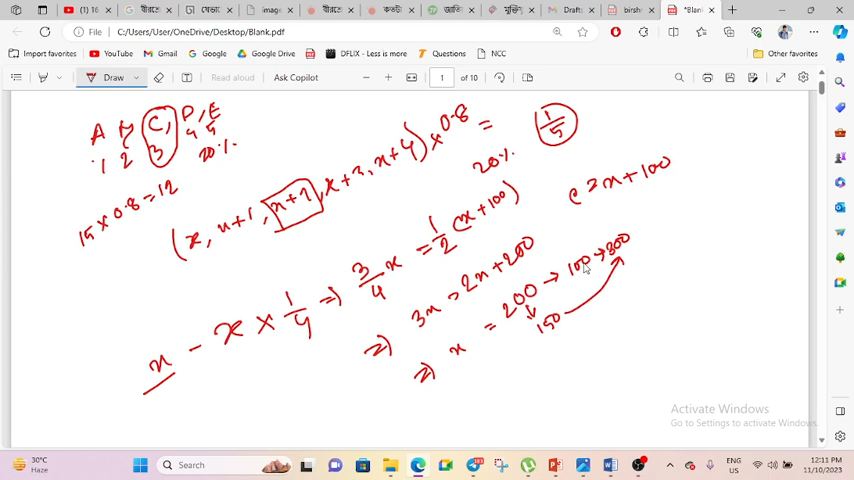 File
C:/Users/User/OneDrive/Desktop/Blank.pdf
Import favorites
YouTube
Gmail
Google
Google Drive
DFLIX - Less is more
Questions
NCC
Other favorites
Draw
Read aloud
Ask Copilot
1 of 10
A, M, C, D, E
1 2 3 4 5
20%
15 × 0.8 = 12
(x, x+1, x+2, x+3, x+4) × 0.8 =
1/5
20%
x - x × 1/4 ⇒ 3/4 x = 1/2 (x+100)
2x+100
3x = 2x+200
x = 200 → 100 → 300
↓ 150
Activate Windows
Go to Settings to activate Windows.
30°C
Haze
Search
ENG
US
12:11 PM
11/10/2023